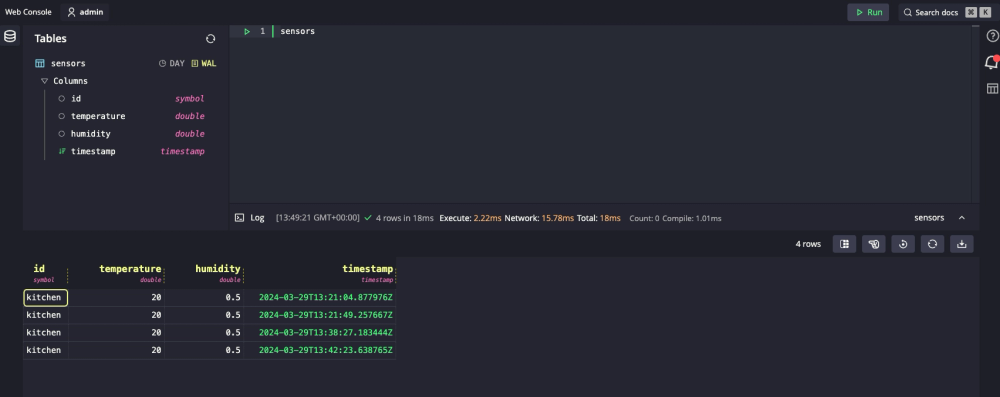 Web Console admin Run Search docs ⌘ K
Tables
sensors DAY WAL
Columns
id symbol
temperature double
humidity double
timestamp timestamp
1 sensors
Log [13:49:21 GMT+00:00] 4 rows in 18ms Execute: 2.22ms Network: 15.78ms Total: 18ms Count: 0 Compile: 1.01ms sensors
4 rows
id temperature humidity timestamp
symbol double double timestamp
kitchen 20 0.5 2024-03-29T13:21:04.877976Z
kitchen 20 0.5 2024-03-29T13:21:49.257667Z
kitchen 20 0.5 2024-03-29T13:38:27.183444Z
kitchen 20 0.5 2024-03-29T13:42:23.638765Z